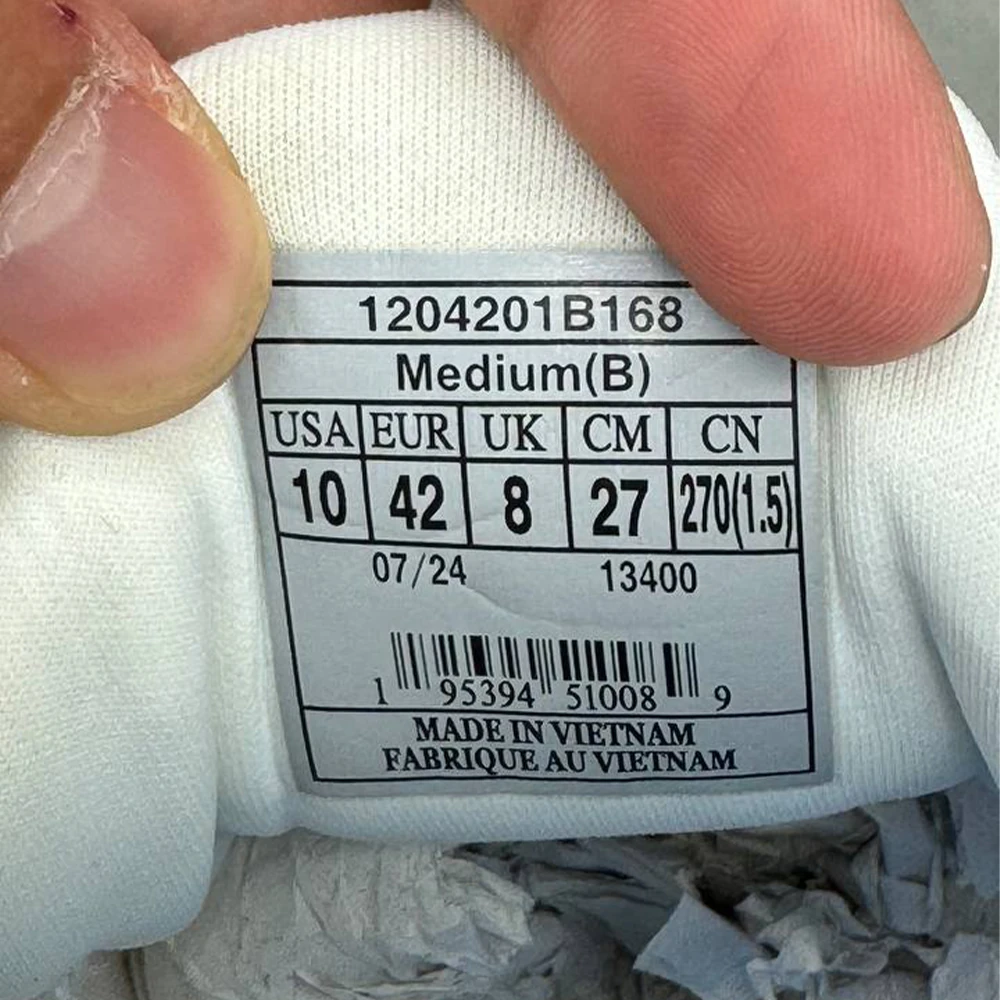 1204201B168
Medium(B)
USA EUR UK CM CN
10 42 8 27 270(1.5)
07/24 13400
1 95394 51008 9
MADE IN VIETNAM
FABRIQUE AU VIETNAM